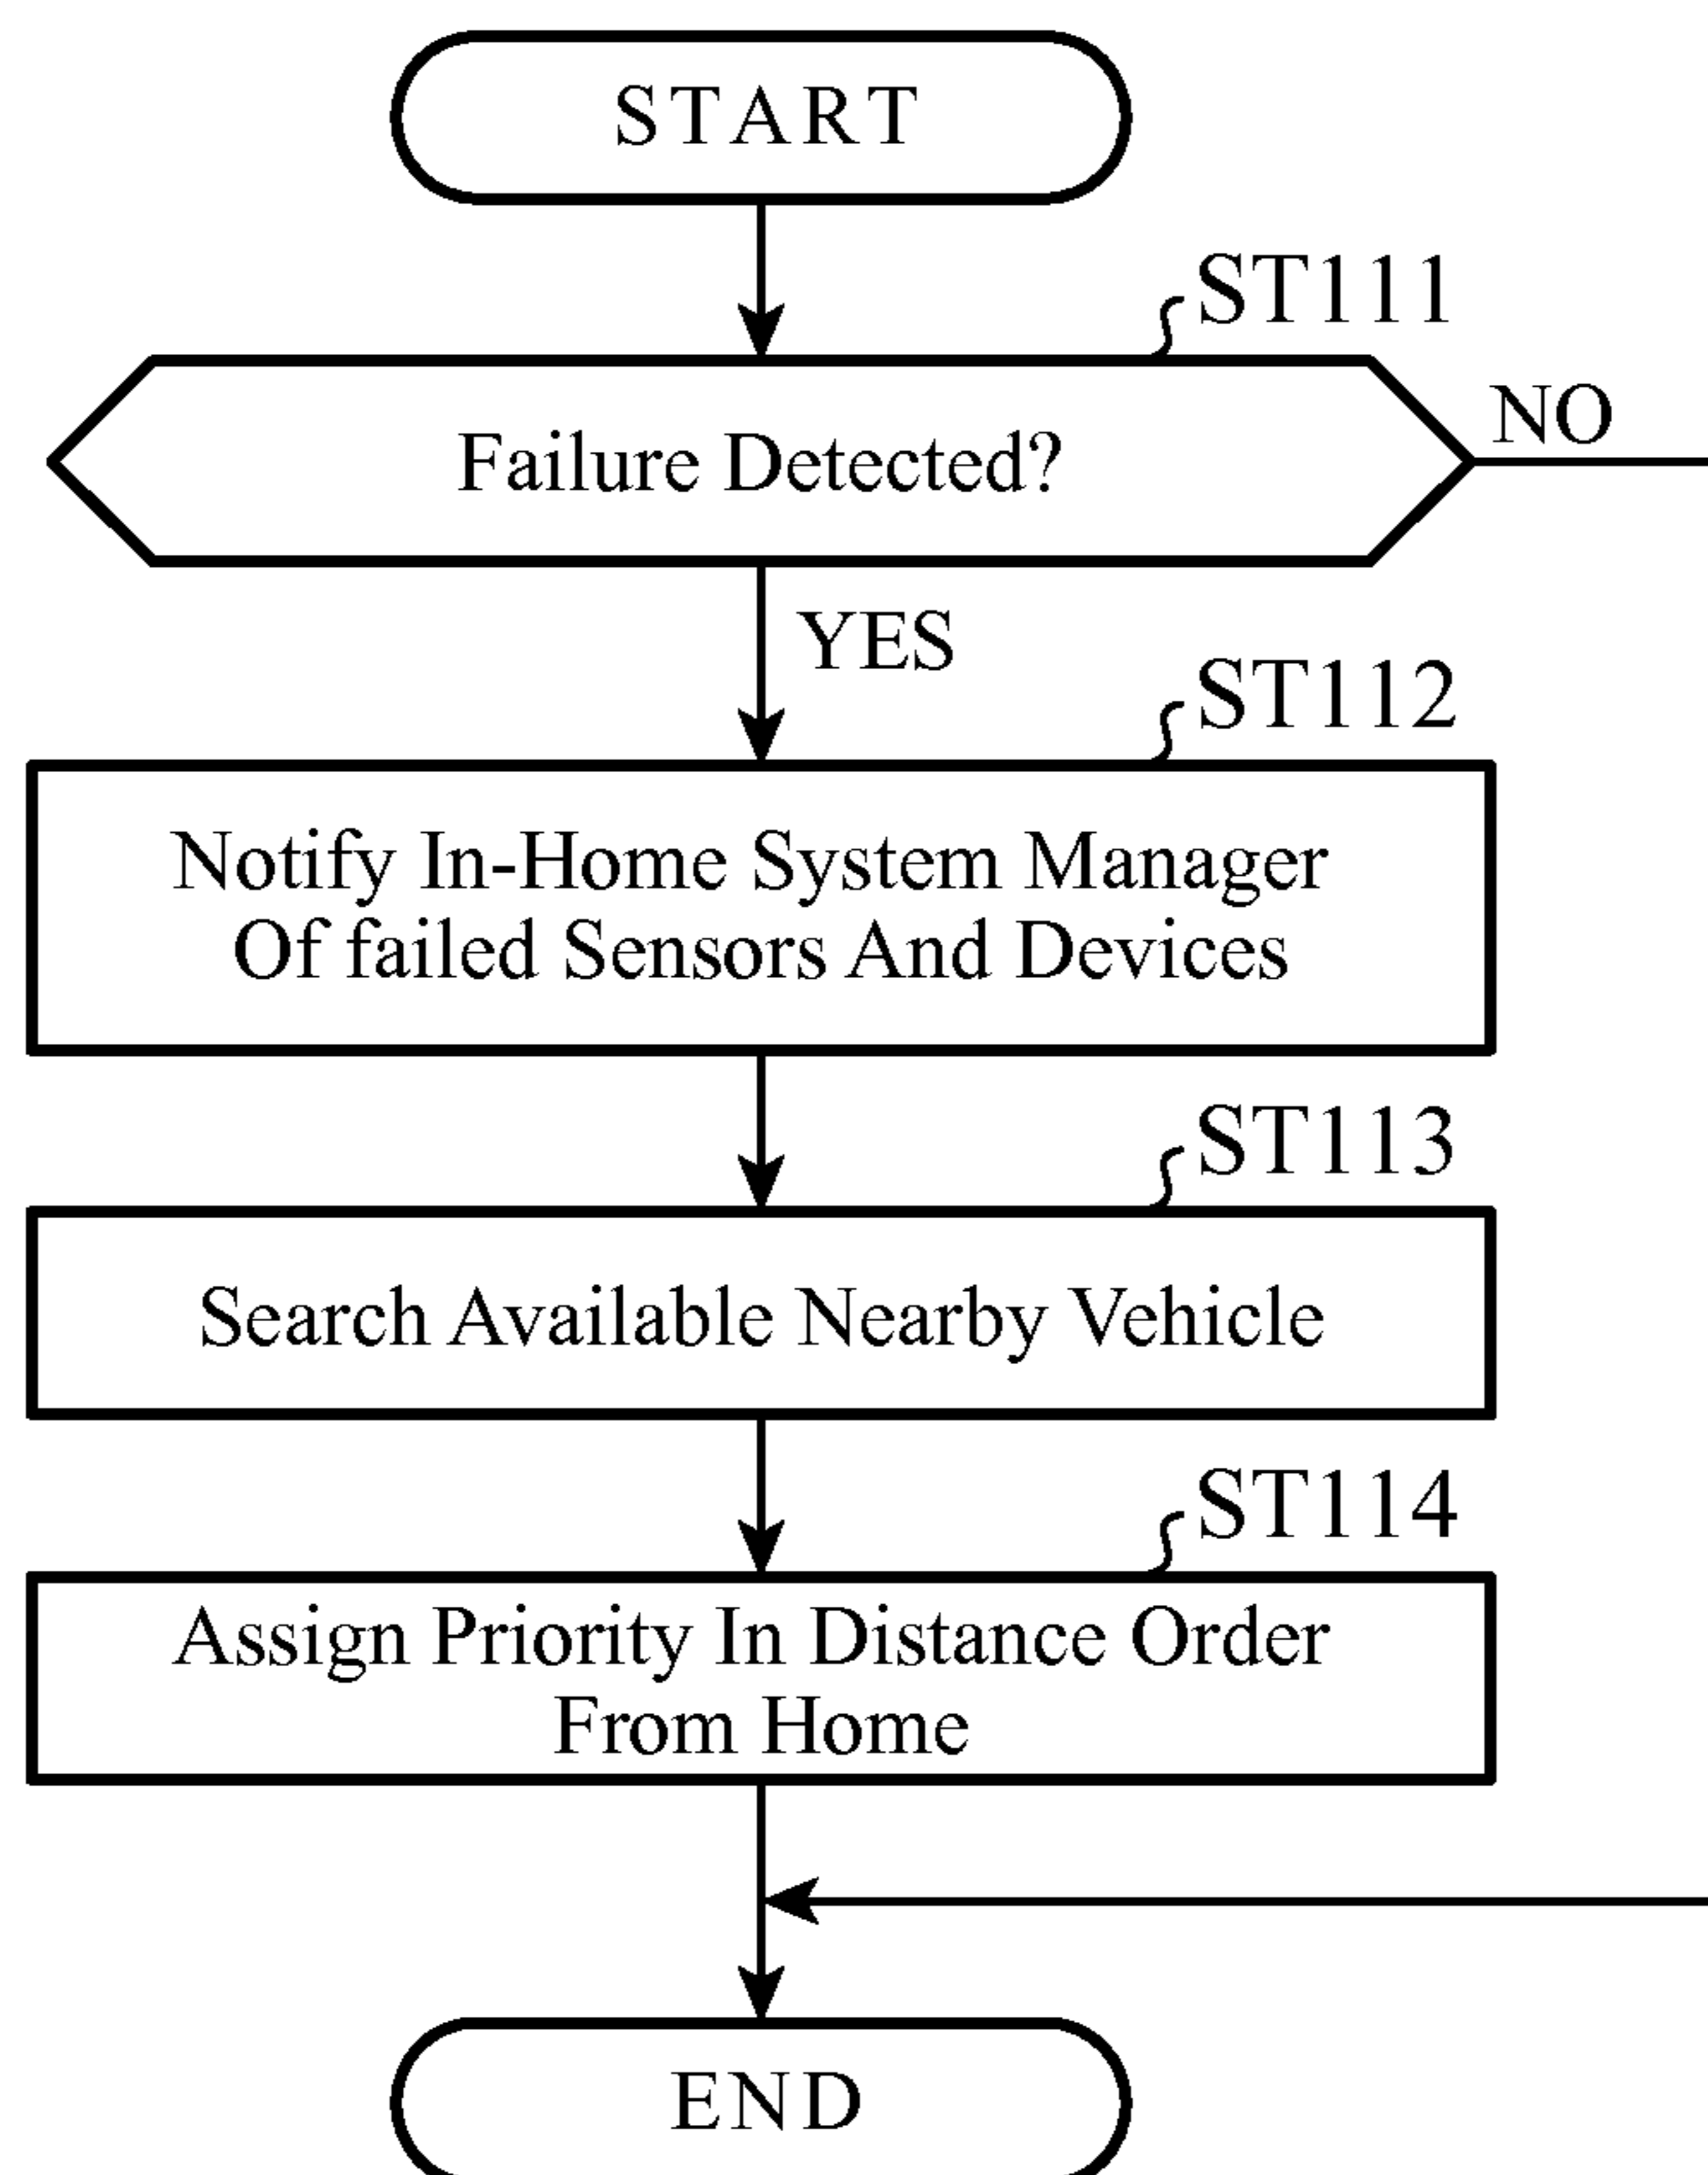 START
ST111
Failure Detected?
NO
YES
ST112
Notify In-Home System Manager
Of failed Sensors And Devices
ST113
Search Available Nearby Vehicle
ST114
Assign Priority In Distance Order
From Home
END